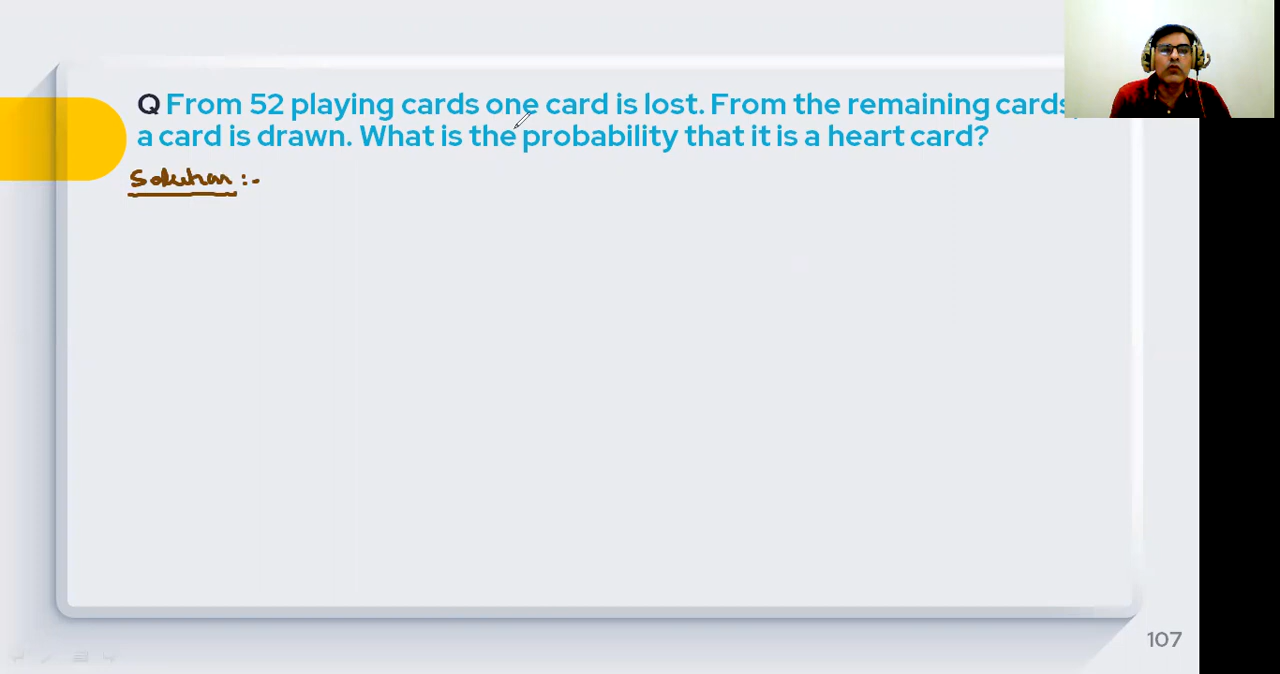 Q From 52 playing cards one card is lost. From the remaining cards,
a card is drawn. What is the probability that it is a heart card?
Solution :-
107